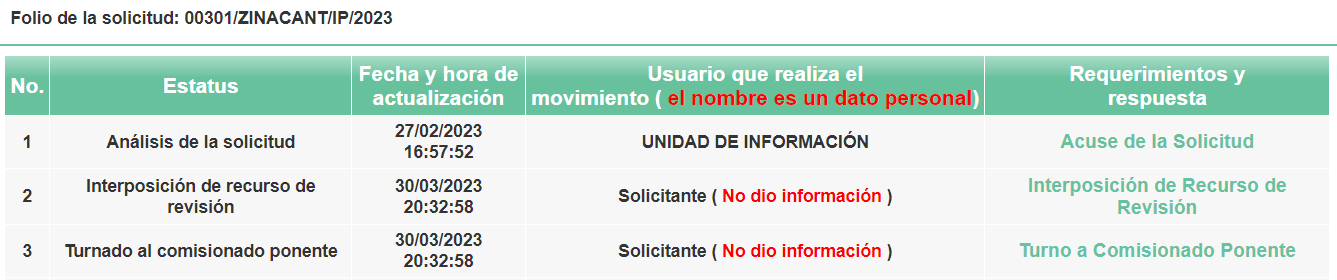 Folio de la solicitud: 00301/ZINACANT/IP/2023
No.
Estatus
Fecha y hora de
actualización
Usuario que realiza el
movimiento ( el nombre es un dato personal)
Requerimientos y
respuesta
1
Análisis de la solicitud
27/02/2023
16:57:52
UNIDAD DE INFORMACIÓN
Acuse de la Solicitud
2
Interposición de recurso de
revisión
30/03/2023
20:32:58
Solicitante ( No dio información )
Interposición de Recurso de
Revisión
3
Turnado al comisionado ponente
30/03/2023
20:32:58
Solicitante ( No dio información )
Turno a Comisionado Ponente